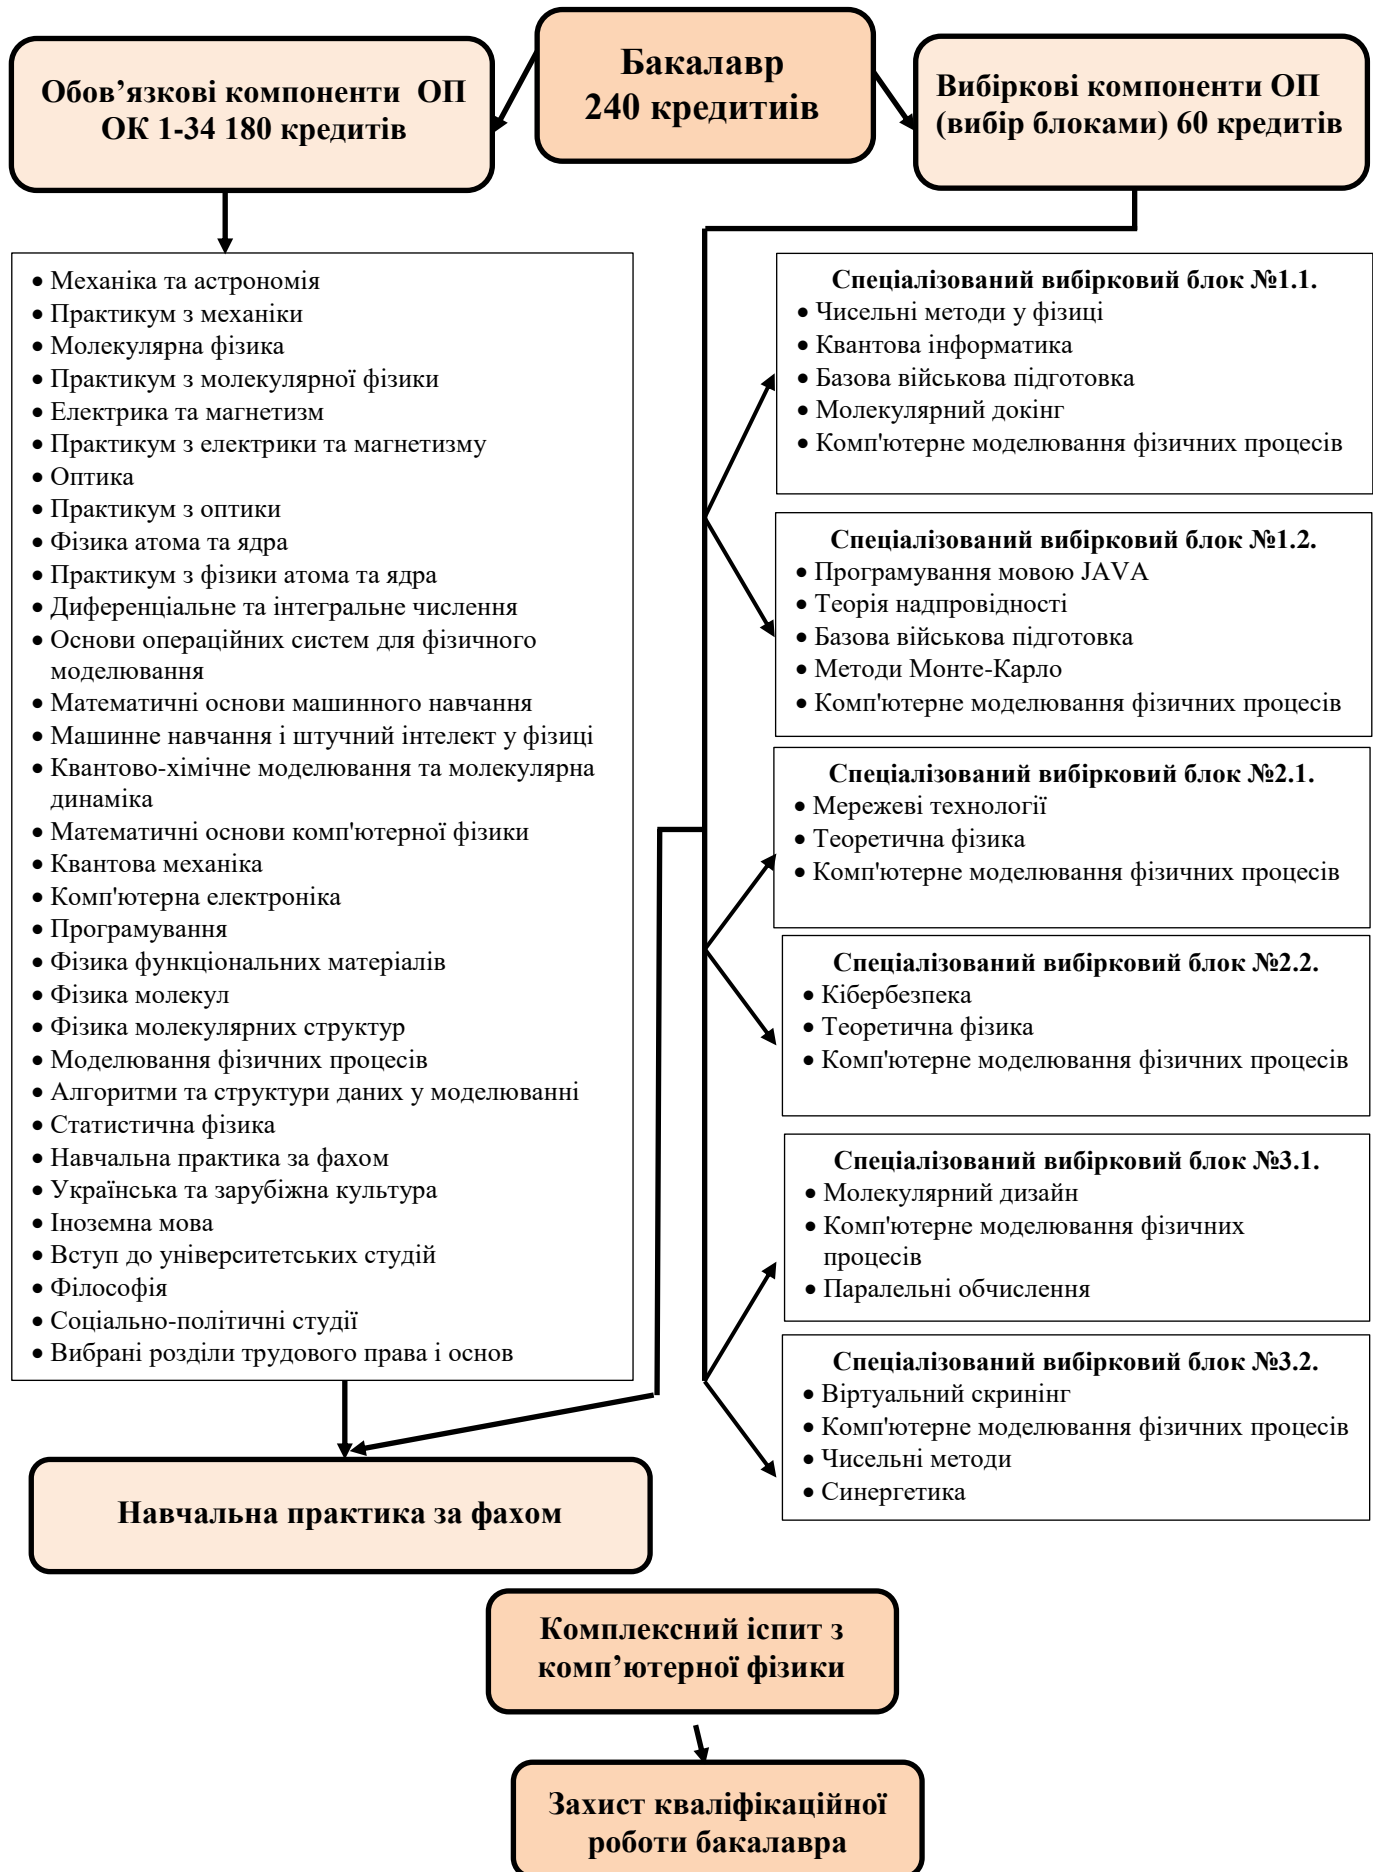 Бакалавр
240 кредитиів
Обов’язкові компоненти ОП
ОК 1-34 180 кредитів
Вибіркові компоненти ОП
(вибір блоками) 60 кредитів
• Механіка та астрономія
• Практикум з механіки
• Молекулярна фізика
• Практикум з молекулярної фізики
• Електрика та магнетизм
• Практикум з електрики та магнетизму
• Оптика
• Практикум з оптики
• Фізика атома та ядра
• Практикум з фізики атома та ядра
• Диференціальне та інтегральне числення
• Основи операційних систем для фізичного
моделювання
• Математичні основи машинного навчання
• Машинне навчання і штучний інтелект у фізиці
• Квантово-хімічне моделювання та молекулярна
динаміка
• Математичні основи комп'ютерної фізики
• Квантова механіка
• Комп'ютерна електроніка
• Програмування
• Фізика функціональних матеріалів
• Фізика молекул
• Фізика молекулярних структур
• Моделювання фізичних процесів
• Алгоритми та структури даних у моделюванні
• Статистична фізика
• Навчальна практика за фахом
• Українська та зарубіжна культура
• Іноземна мова
• Вступ до університетських студій
• Філософія
• Соціально-політичні студії
• Вибрані розділи трудового права і основ
Спеціалізований вибірковий блок №1.1.
• Чисельні методи у фізиці
• Квантова інформатика
• Базова військова підготовка
• Молекулярний докінг
• Комп'ютерне моделювання фізичних процесів
Спеціалізований вибірковий блок №1.2.
• Програмування мовою JAVA
• Теорія надпровідності
• Базова військова підготовка
• Методи Монте-Карло
• Комп'ютерне моделювання фізичних процесів
Спеціалізований вибірковий блок №2.1.
• Мережеві технології
• Теоретична фізика
• Комп'ютерне моделювання фізичних процесів
Спеціалізований вибірковий блок №2.2.
• Кібербезпека
• Теоретична фізика
• Комп'ютерне моделювання фізичних процесів
Спеціалізований вибірковий блок №3.1.
• Молекулярний дизайн
• Комп'ютерне моделювання фізичних
процесів
• Паралельні обчислення
Спеціалізований вибірковий блок №3.2.
• Віртуальний скринінг
• Комп'ютерне моделювання фізичних процесів
• Чисельні методи
• Синергетика
Навчальна практика за фахом
Комплексний іспит з
комп’ютерної фізики
Захист кваліфікаційної
роботи бакалавра